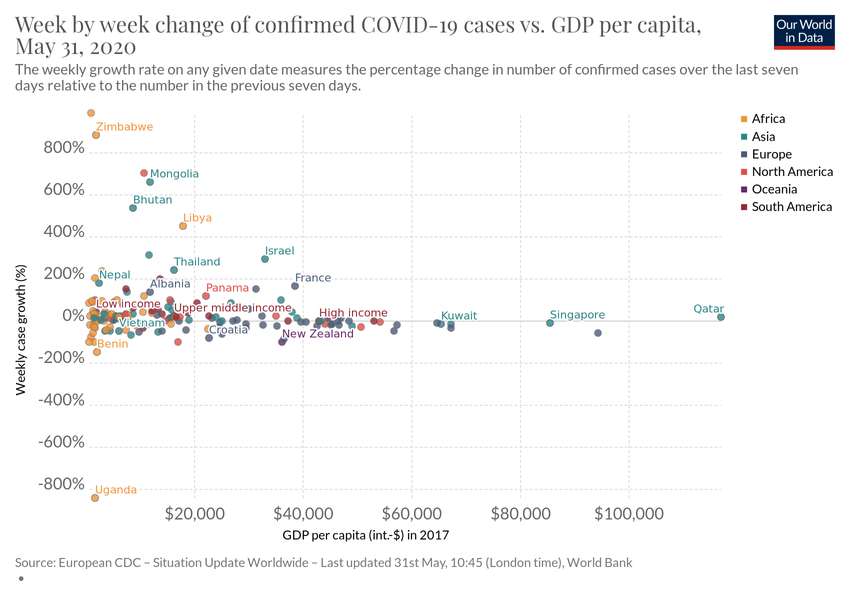 Week by week change of confirmed COVID-19 cases vs. GDP per capita,
May 31, 2020
Our World
in Data
The weekly growth rate on any given date measures the percentage change in number of confirmed cases over the last seven
days relative to the number in the previous seven days.
Africa
Asia
Europe
North America
Oceania
South America
Weekly case growth (%)
800%
600%
400%
200%
0%
-200%
-400%
-600%
-800%
Zimbabwe
Mongolia
Bhutan
Libya
Israel
Thailand
Nepal
France
Albania
Panama
Low income
Upper middle income
High income
Qatar
Kuwait
Singapore
Vietnam
Croatia
New Zealand
Benin
Uganda
$20,000
$40,000
$60,000
$80,000
$100,000
GDP per capita (int.-$) in 2017
Source: European CDC – Situation Update Worldwide – Last updated 31st May, 10:45 (London time), World Bank